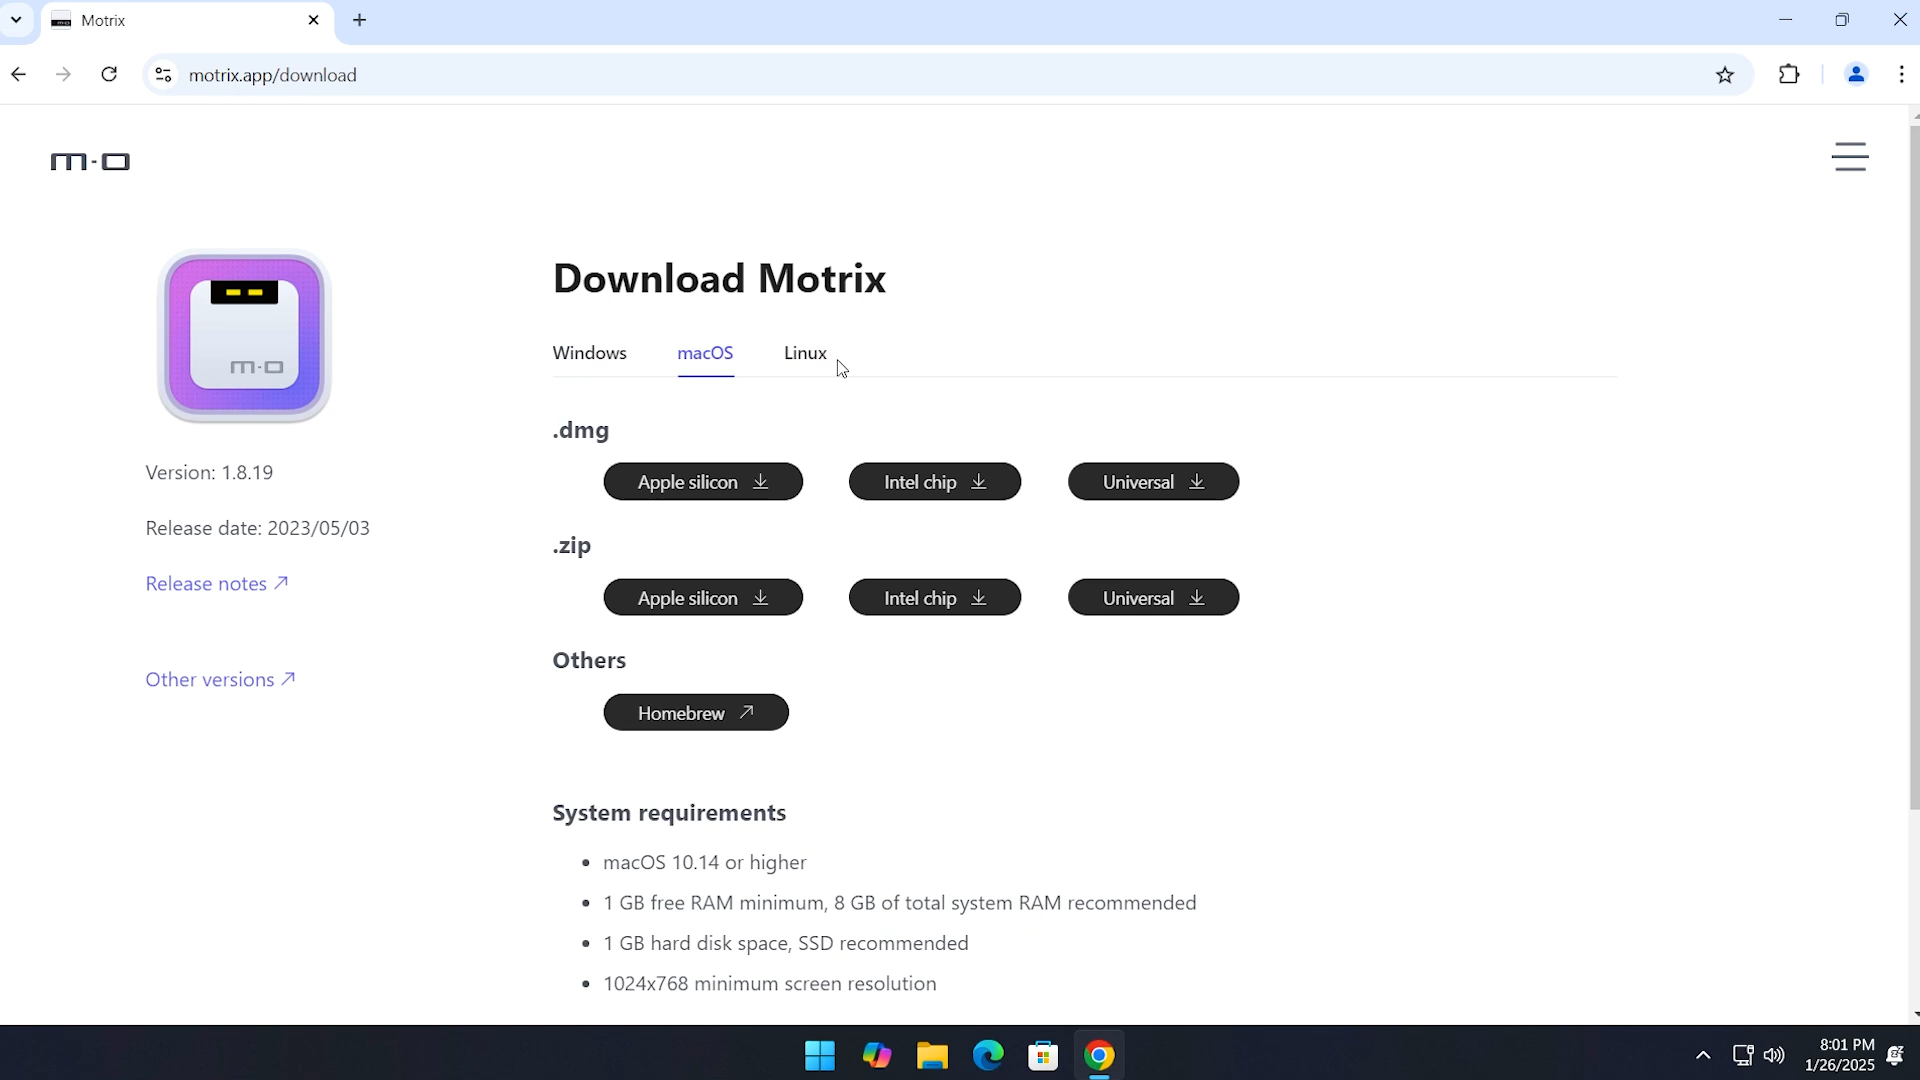 Motrix
motrix.app/download
m-o
m-o
Version: 1.8.19
Release date: 2023/05/03
Release notes
Other versions
Download Motrix
Windows macOS Linux
.dmg
Apple silicon Intel chip Universal
.zip
Apple silicon Intel chip Universal
Others
Homebrew
System requirements
• macOS 10.14 or higher
• 1 GB free RAM minimum, 8 GB of total system RAM recommended
• 1 GB hard disk space, SSD recommended
• 1024x768 minimum screen resolution
8:01 PM
1/26/2025